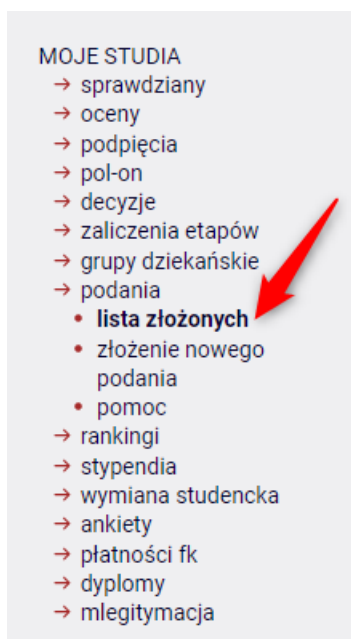 MOJE STUDIA
→ sprawdziany
→ oceny
→ podpięcia
→ pol-on
→ decyzje
→ zaliczenia etapów
→ grupy dziekańskie
→ podania
• lista złożonych
• złożenie nowego
podania
• pomoc
→ rankingi
→ stypendia
→ wymiana studencka
→ ankiety
→ płatności fk
→ dyplomy
→ mlegitymacja